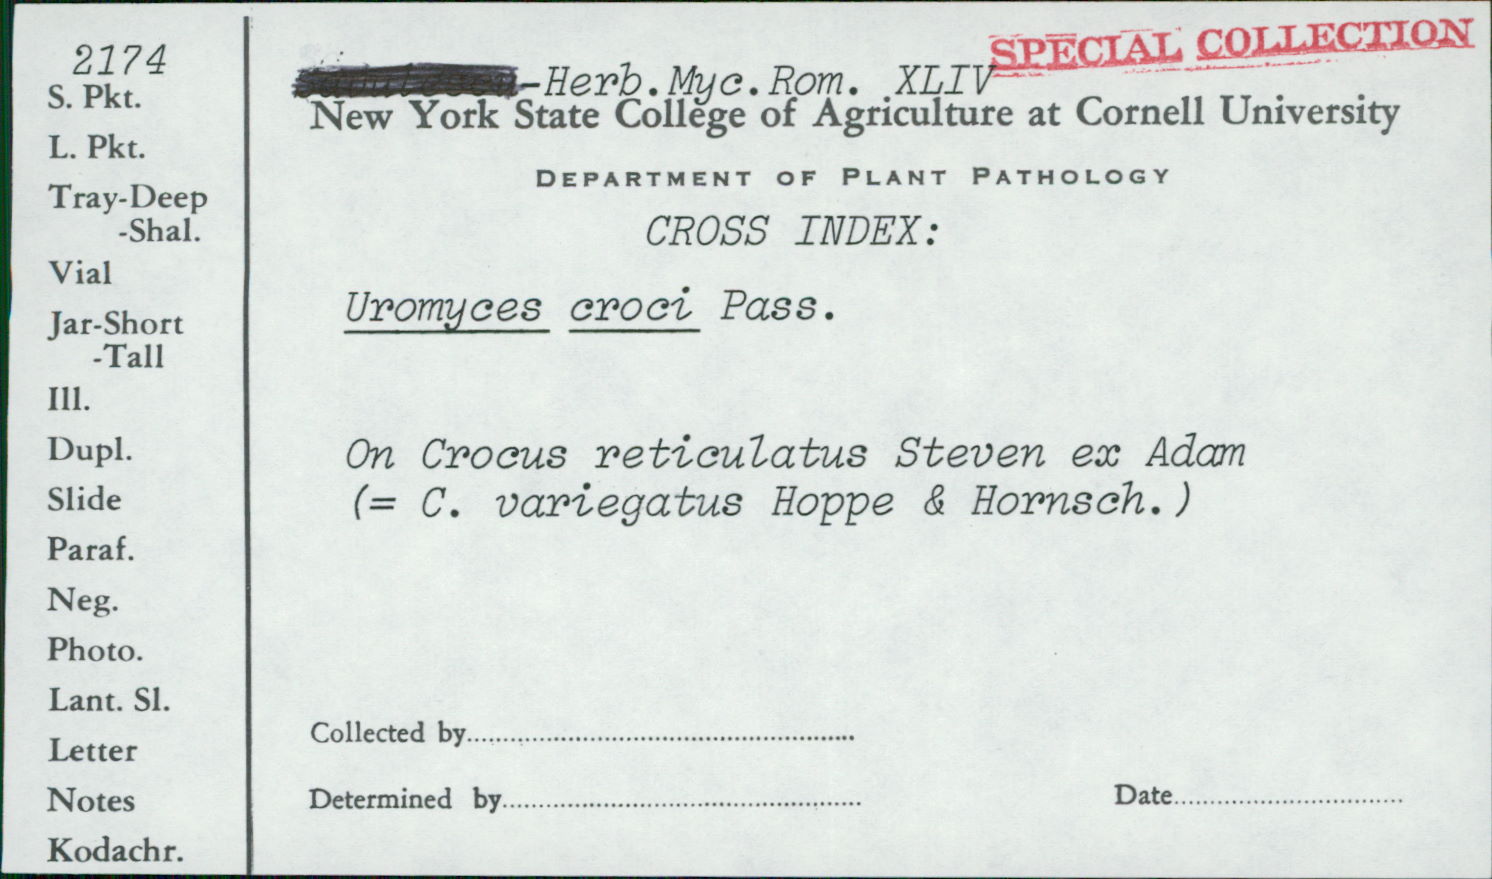 2174
S. Pkt.
L. Pkt.
Tray-Deep
-Shal.
Vial
Jar-Short
-Tall
Ill.
Dupl.
Slide
Paraf.
Neg.
Photo.
Lant. Sl.
Letter
Notes
Kodachr.
SPECIAL COLLECTION
-Herb.Myc.Rom. XLIV
New York State College of Agriculture at Cornell University
DEPARTMENT OF PLANT PATHOLOGY
CROSS INDEX:
Uromyces croci Pass.
On Crocus reticulatus Steven ex Adam
(= C. variegatus Hoppe & Hornsch.)
Collected by
Determined by
Date